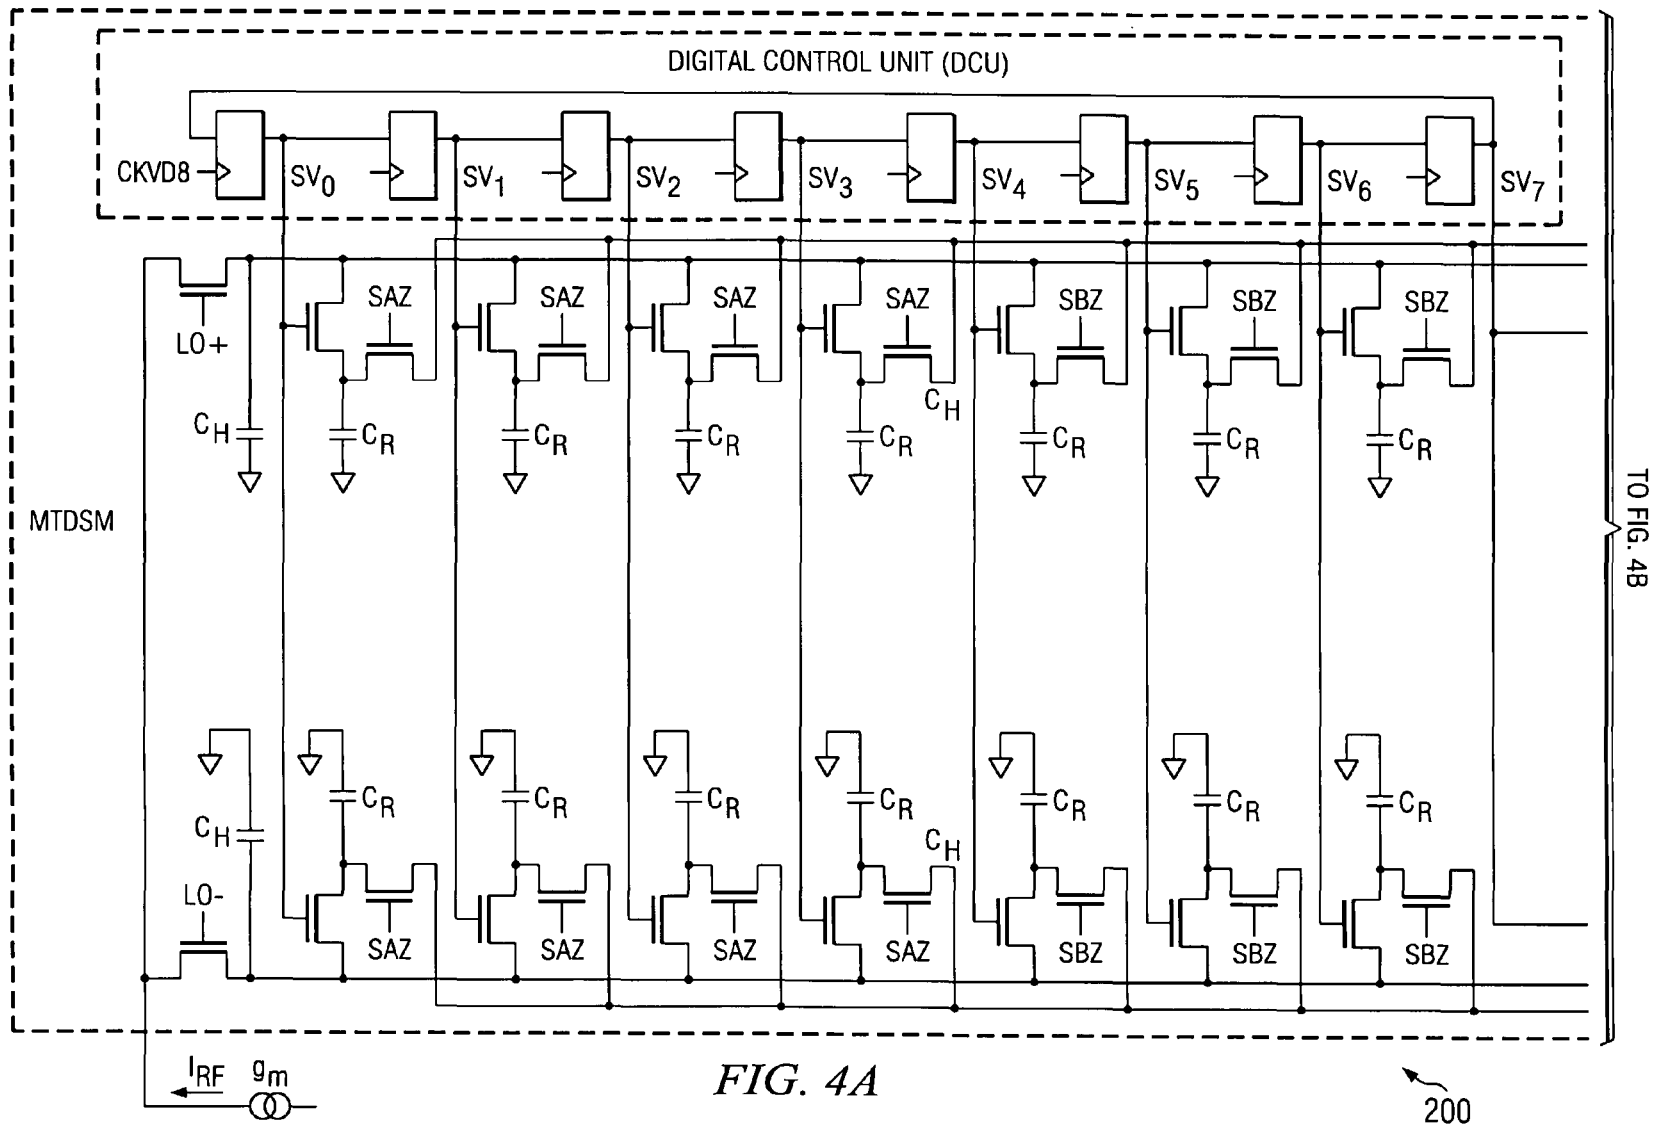 DIGITAL CONTROL UNIT (DCU)
CKVD8 SV0 SV1 SV2 SV3 SV4 SV5 SV6 SV7
LO+ SAZ SAZ SAZ SAZ SBZ SBZ SBZ
CH CR CR CR CH CR CR CR CR
MTDSM
TO FIG. 4B
CH CR CR CR CR CH CR CR CR
LO- SAZ SAZ SAZ SAZ SBZ SBZ SBZ
IRF gm
FIG. 4A
200